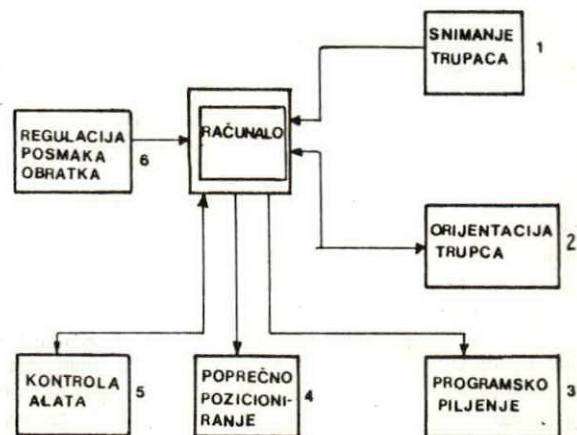 SNIMANJE
TRUPACA
1
RAČUNALO
REGULACIJA
POSMAKA
OBRATKA
6
ORIJENTACIJA
TRUPCA
2
KONTROLA
ALATA
5
POPREČNO
POZICIONI-
RANJE
4
PROGRAMSKO
PILJENJE
3